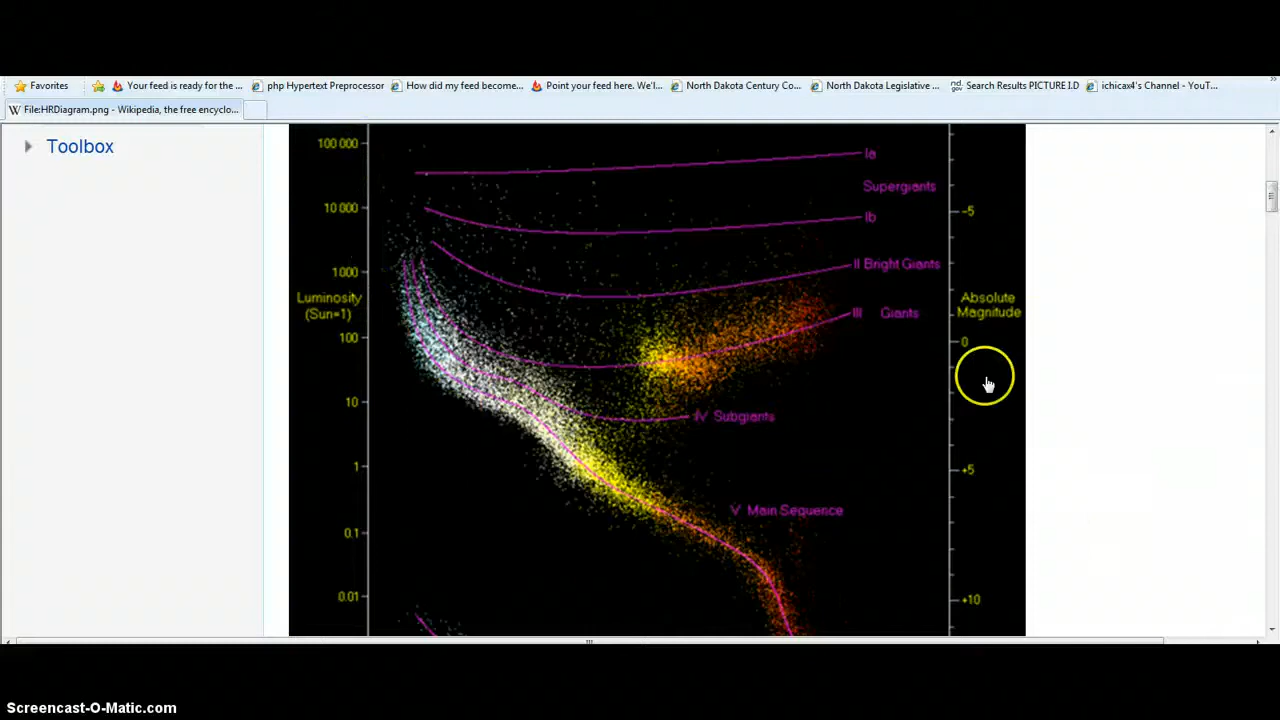 Favorites
Your feed is ready for the ...
php Hypertext Preprocessor
How did my feed become...
Point your feed here. We'l...
North Dakota Century Co...
North Dakota Legislative ...
nd.gov
Search Results PICTURE I.D
ichicax4's Channel - YouT...
W File:HRDiagram.png - Wikipedia, the free encyclo...
Toolbox
100 000
Ia
Supergiants
10 000
-5
Ib
1000
II Bright Giants
Luminosity
(Sun=1)
III Giants
Absolute
Magnitude
100
0
10
IV Subgiants
1
+5
V Main Sequence
0.1
0.01
+10
Screencast-O-Matic.com